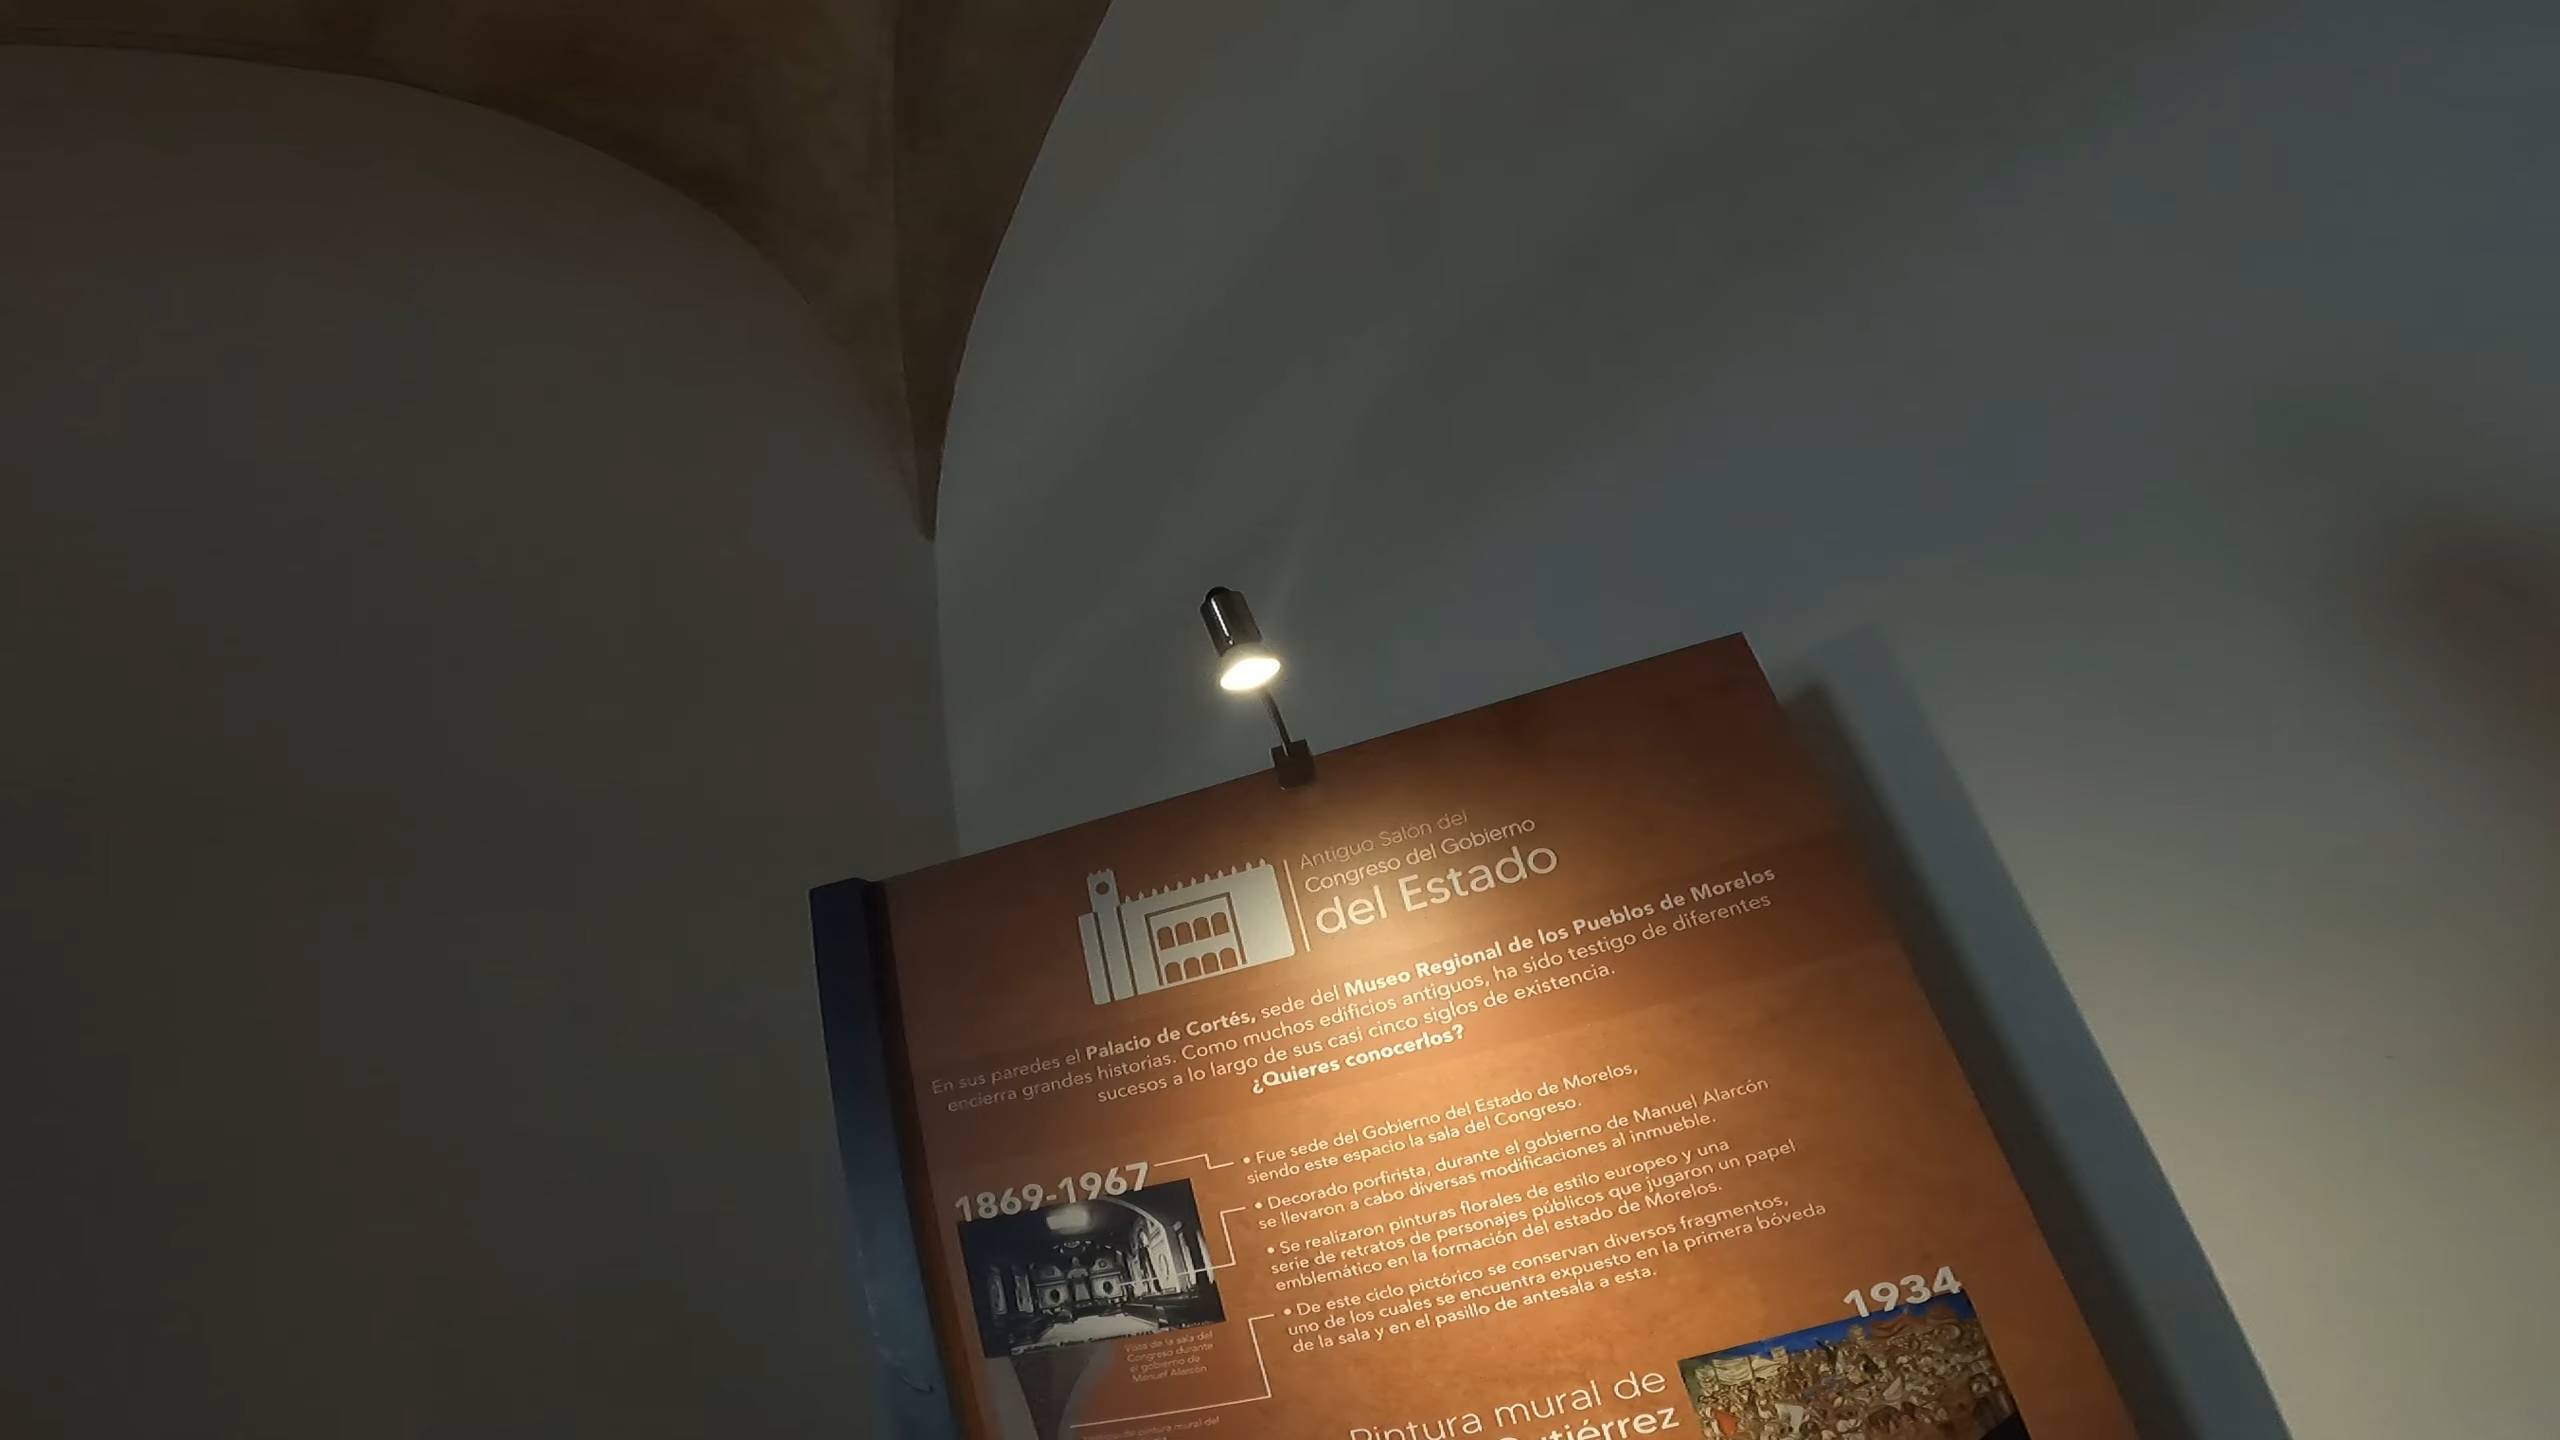 Antiguo Salón del
Congreso del Gobierno
del Estado
En sus paredes el Palacio de Cortés, sede del Museo Regional de los Pueblos de Morelos
encierra grandes historias. Como muchos edificios antiguos, ha sido testigo de diferentes
sucesos a lo largo de sus casi cinco siglos de existencia.
¿Quieres conocerlos?
1869-1967
• Fue sede del Gobierno del Estado de Morelos,
siendo este espacio la sala del Congreso.
• Decorado porfirista, durante el gobierno de Manuel Alarcón
se llevaron a cabo diversas modificaciones al inmueble.
• Se realizaron pinturas florales de estilo europeo y una
serie de retratos de personajes públicos que jugaron un papel
emblemático en la formación del estado de Morelos.
• De este ciclo pictórico se conservan diversos fragmentos,
uno de los cuales se encuentra expuesto en la primera bóveda
de la sala y en el pasillo de antesala a esta.
Vista de la sala del
Congreso durante
el gobierno de
Manuel Alarcón
1934
Pintura mural de